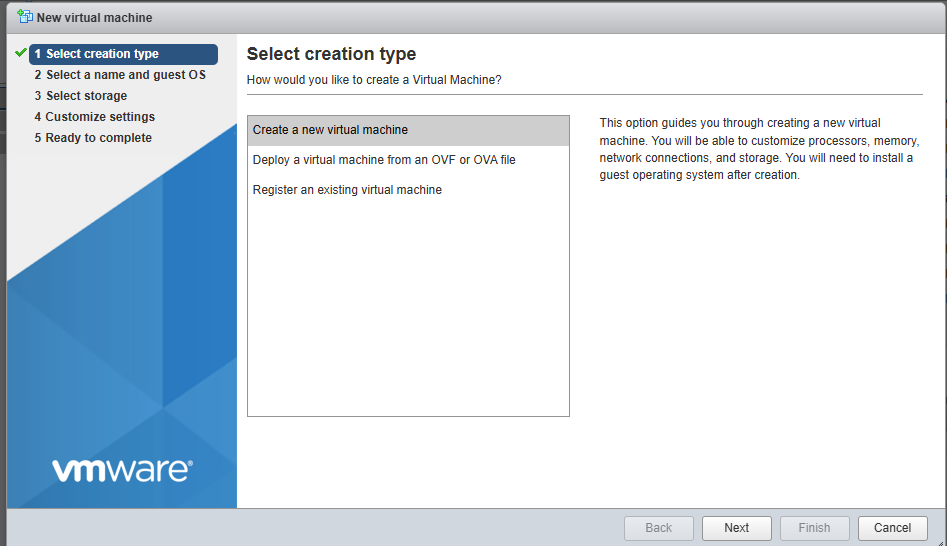 New virtual machine
1 Select creation type
2 Select a name and guest OS
3 Select storage
4 Customize settings
5 Ready to complete
Select creation type
How would you like to create a Virtual Machine?
Create a new virtual machine
Deploy a virtual machine from an OVF or OVA file
Register an existing virtual machine
This option guides you through creating a new virtual
machine. You will be able to customize processors, memory,
network connections, and storage. You will need to install a
guest operating system after creation.
vmware®
Back
Next
Finish
Cancel